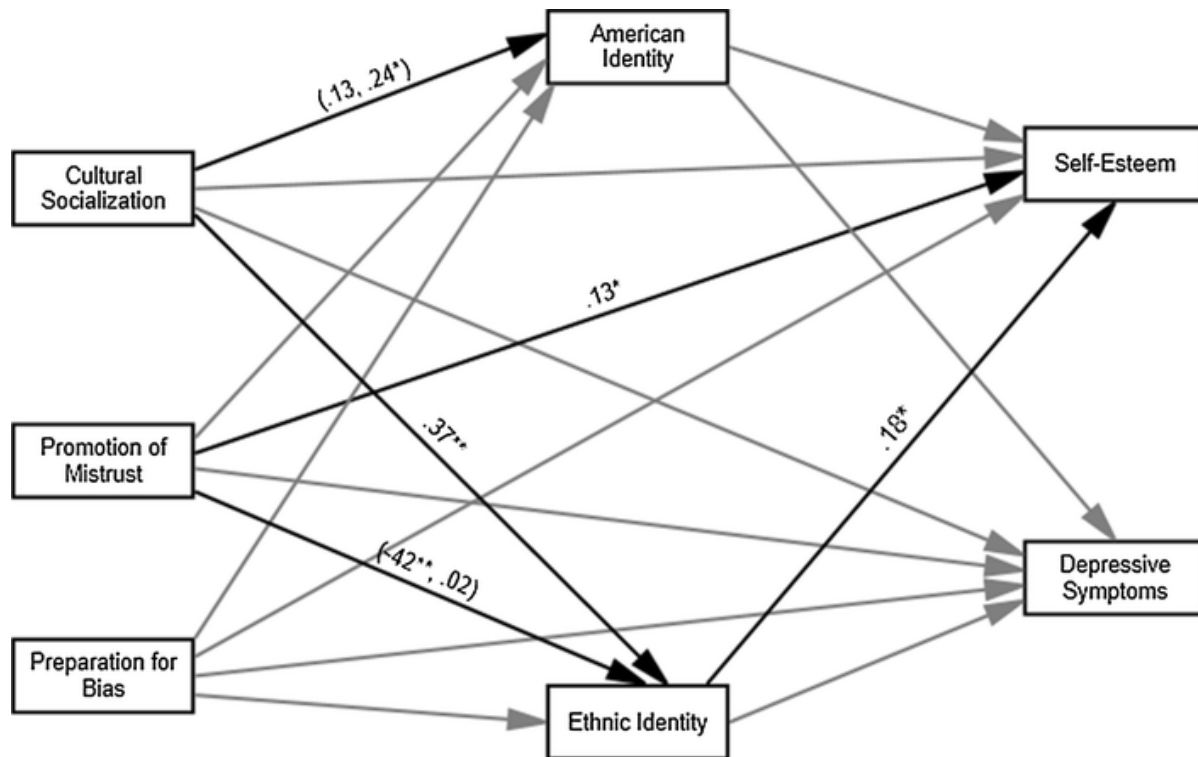 American
Identity
(.13, .24*)
Cultural
Socialization
Self-Esteem
.13*
.37**
.18*
Promotion of
Mistrust
(-42**, .02)
Depressive
Symptoms
Preparation for
Bias
Ethnic Identity